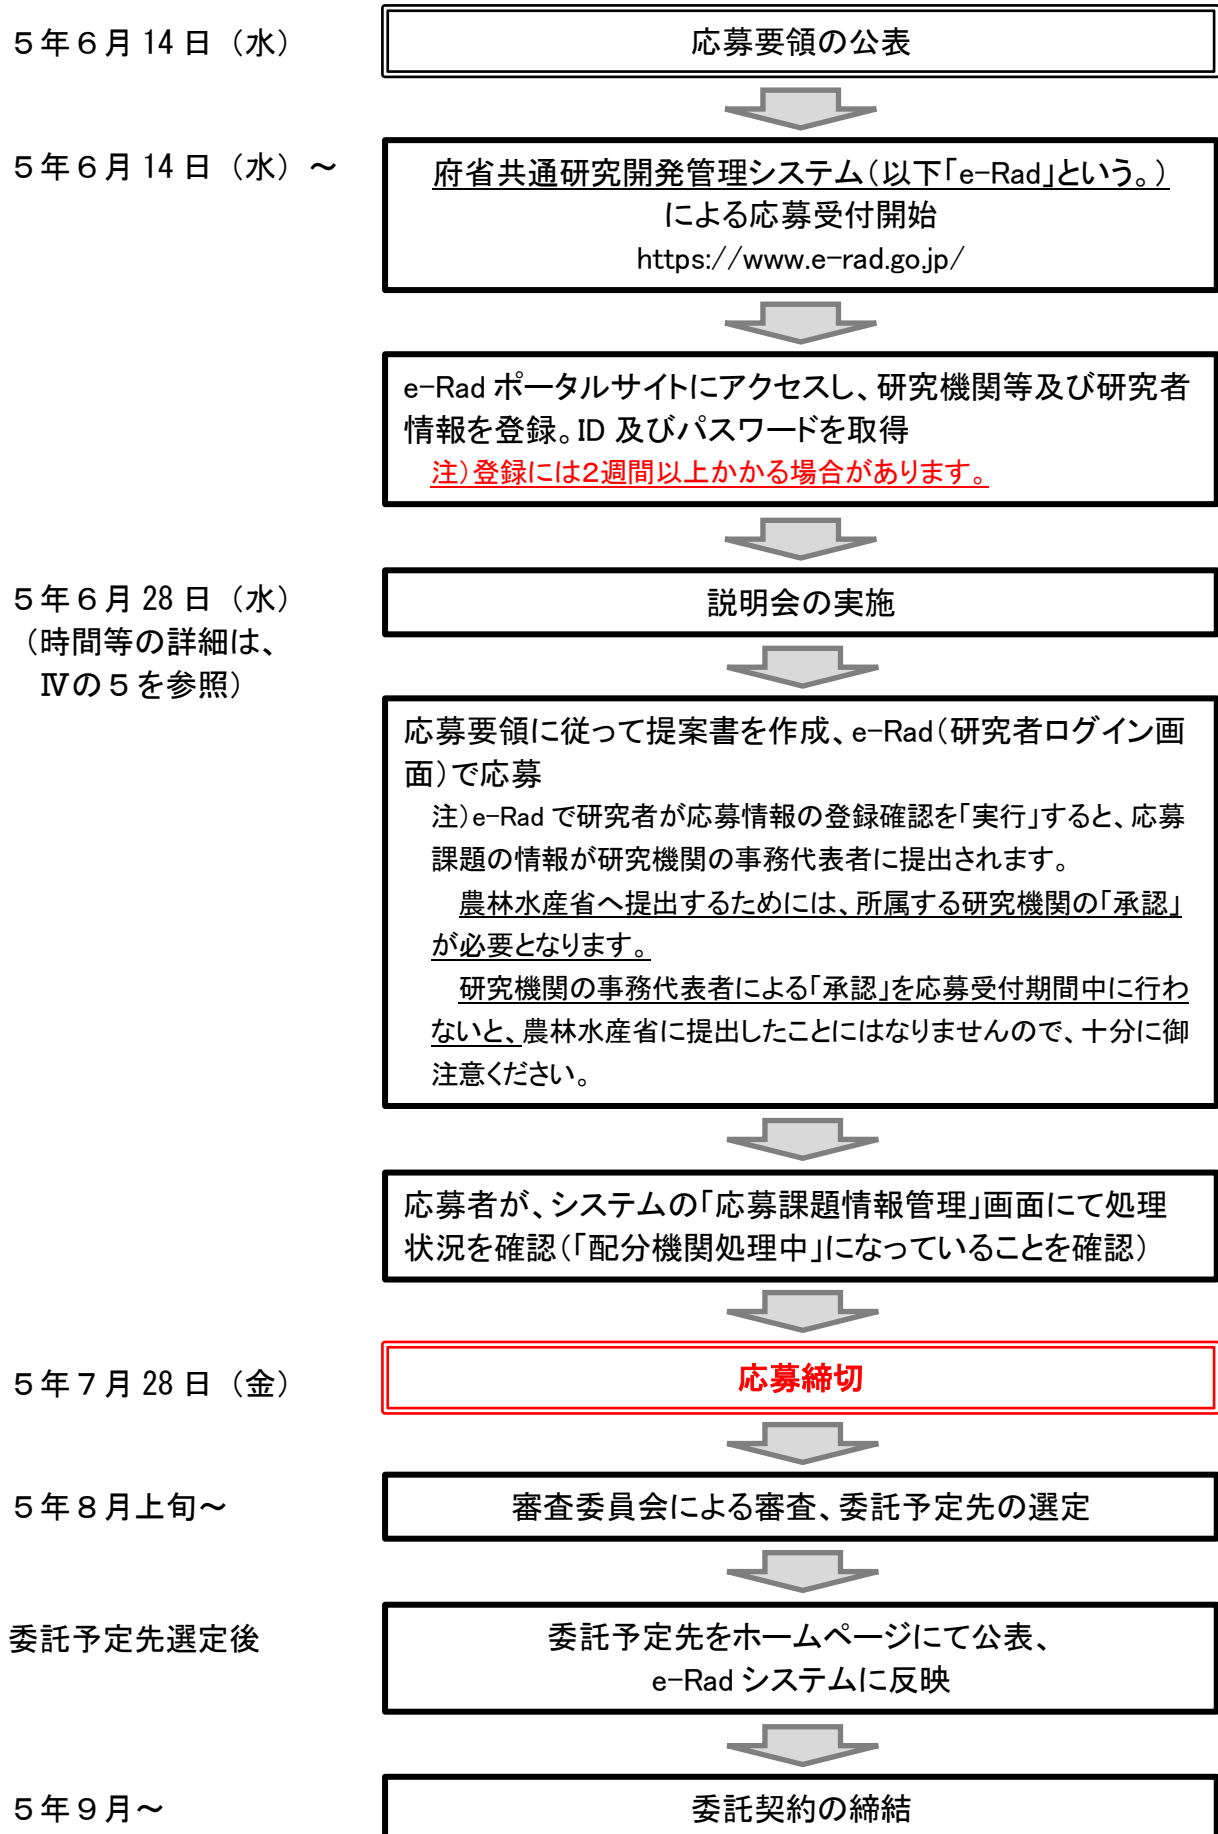 ５年６月 14 日（水）
応募要領の公表
５年６月 14 日（水）～
府省共通研究開発管理システム（以下「e-Rad」という。）
による応募受付開始
https://www.e-rad.go.jp/
e-Rad ポータルサイトにアクセスし、研究機関等及び研究者
情報を登録。ID 及びパスワードを取得
注）登録には２週間以上かかる場合があります。
５年６月 28 日（水）
（時間等の詳細は、
Ⅳの５を参照）
説明会の実施
応募要領に従って提案書を作成、e-Rad（研究者ログイン画
面）で応募
注）e-Rad で研究者が応募情報の登録確認を「実行」すると、応募
課題の情報が研究機関の事務代表者に提出されます。
農林水産省へ提出するためには、所属する研究機関の「承認」
が必要となります。
研究機関の事務代表者による「承認」を応募受付期間中に行わ
ないと、農林水産省に提出したことにはなりませんので、十分に御
注意ください。
応募者が、システムの「応募課題情報管理」画面にて処理
状況を確認（「配分機関処理中」になっていることを確認）
５年７月 28 日（金）
応募締切
５年８月上旬～
審査委員会による審査、委託予定先の選定
委託予定先選定後
委託予定先をホームページにて公表、
e-Rad システムに反映
５年９月～
委託契約の締結